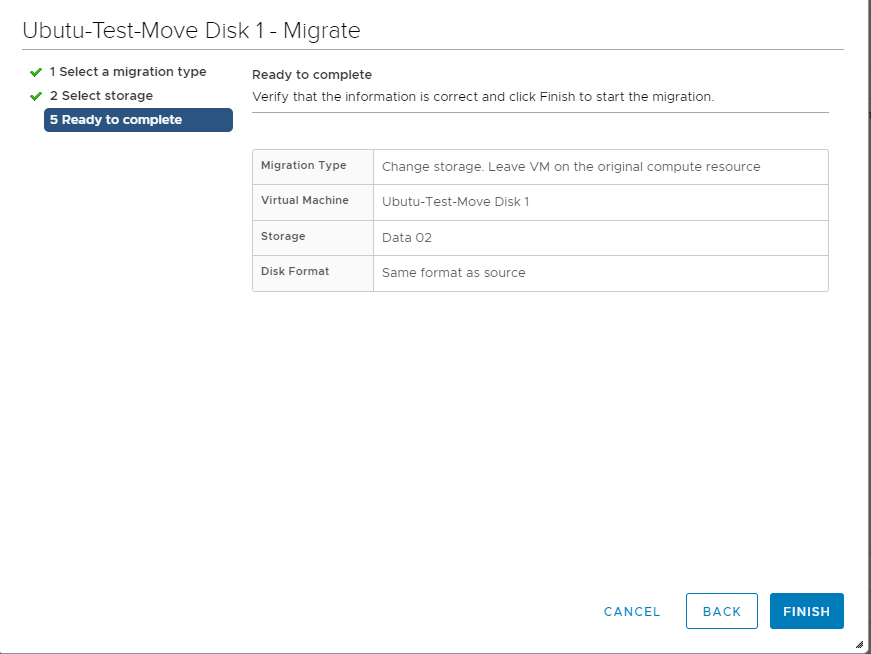 Ubutu-Test-Move Disk 1 - Migrate
1 Select a migration type
2 Select storage
5 Ready to complete
Ready to complete
Verify that the information is correct and click Finish to start the migration.
Migration Type
Change storage. Leave VM on the original compute resource
Virtual Machine
Ubutu-Test-Move Disk 1
Storage
Data 02
Disk Format
Same format as source
CANCEL
BACK
FINISH